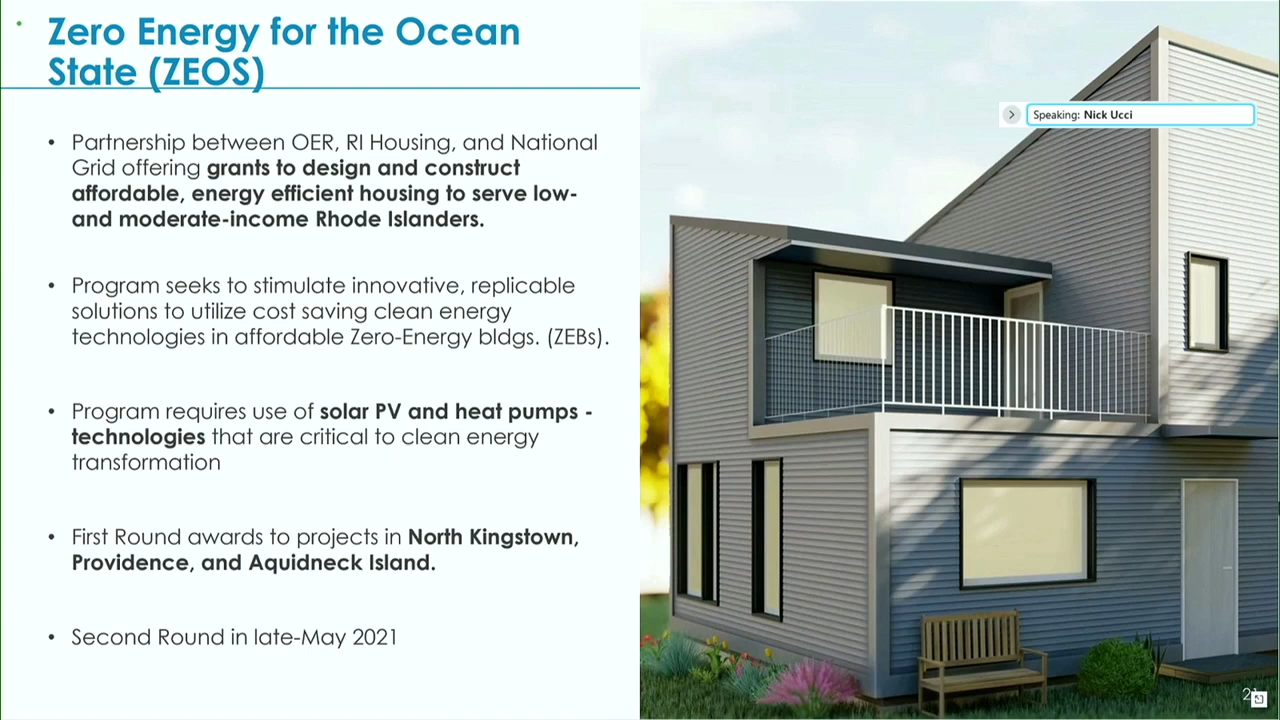 Zero Energy for the Ocean
State (ZEOS)
Speaking: Nick Ucci
• Partnership between OER, RI Housing, and National
Grid offering grants to design and construct
affordable, energy efficient housing to serve low-
and moderate-income Rhode Islanders.
• Program seeks to stimulate innovative, replicable
solutions to utilize cost saving clean energy
technologies in affordable Zero-Energy bldgs. (ZEBs).
• Program requires use of solar PV and heat pumps -
technologies that are critical to clean energy
transformation
• First Round awards to projects in North Kingstown,
Providence, and Aquidneck Island.
• Second Round in late-May 2021